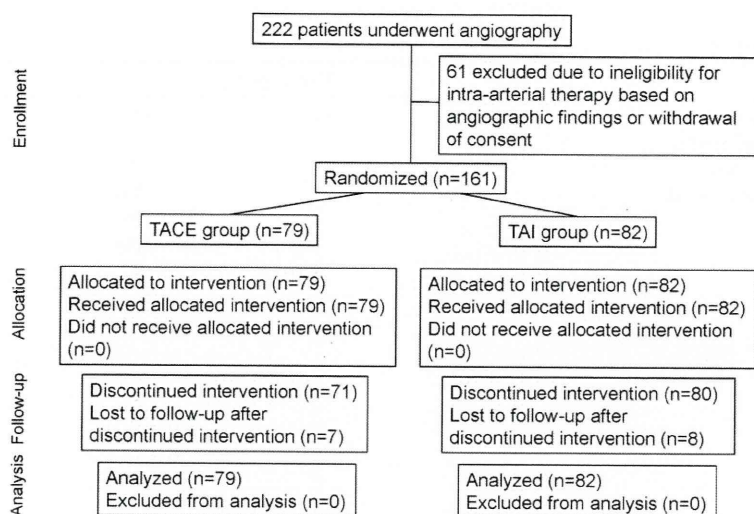 222 patients underwent angiography
Enrollment
61 excluded due to ineligibility for
intra-arterial therapy based on
angiographic findings or withdrawal
of consent
Randomized (n=161)
TACE group (n=79)
TAI group (n=82)
Allocation
Allocated to intervention (n=79)
Received allocated intervention (n=79)
Did not receive allocated intervention
(n=0)
Allocated to intervention (n=82)
Received allocated intervention (n=82)
Did not receive allocated intervention
(n=0)
Follow-up
Discontinued intervention (n=71)
Lost to follow-up after
discontinued intervention (n=7)
Discontinued intervention (n=80)
Lost to follow-up after
discontinued intervention (n=8)
Analysis
Analyzed (n=79)
Excluded from analysis (n=0)
Analyzed (n=82)
Excluded from analysis (n=0)